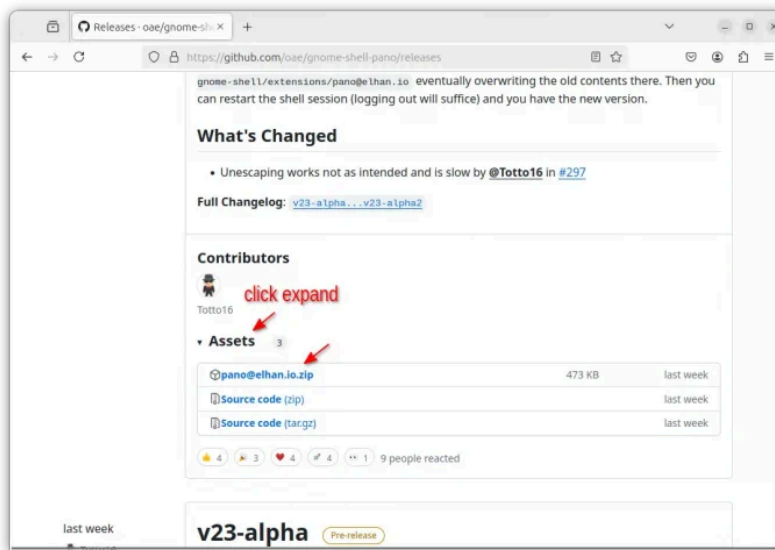 Releases · oae/gnome-sh
https://github.com/oae/gnome-shell-pano/releases
gnome-shell/extensions/pano@elhan.io eventually overwriting the old contents there. Then you
can restart the shell session (logging out will suffice) and you have the new version.
What's Changed
Unescaping works not as intended and is slow by @Totto16 in #297
Full Changelog: v23-alpha...v23-alpha2
Contributors
Totto16
click expand
Assets 3
pano@elhan.io.zip 473 KB last week
Source code (zip) last week
Source code (tar.gz) last week
4 3 4 4 1 9 people reacted
last week
v23-alpha Pre-release